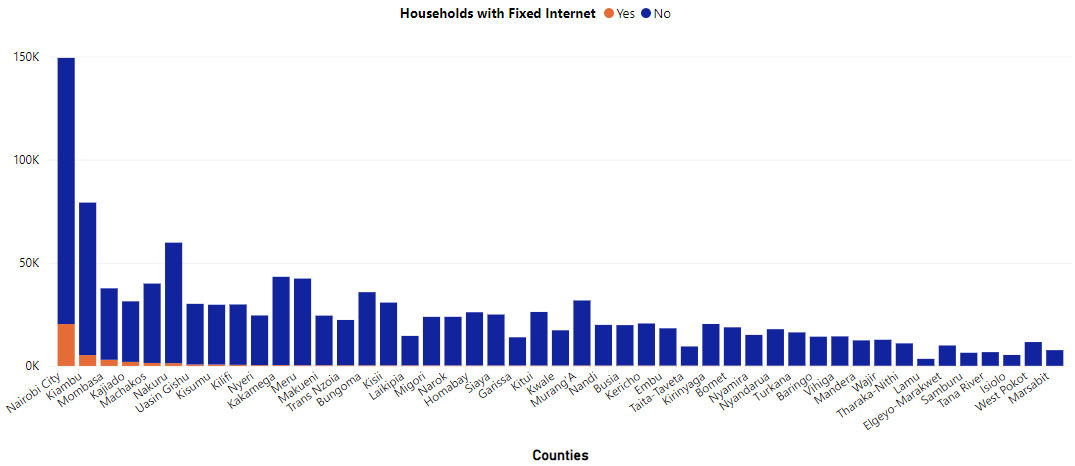 Households with Fixed Internet Yes No
150K
100K
50K
0K
Nairobi City
Kiambu
Mombasa
Kajiado
Machakos
Nakuru
Uasin Gishu
Kisumu
Kilifi
Nyeri
Kakamega
Meru
Makueni
Trans Nzoia
Bungoma
Kisii
Laikipia
Migori
Narok
Homabay
Siaya
Garissa
Kitui
Kwale
Murang'A
Nandi
Busia
Kericho
Embu
Taita-Taveta
Kirinyaga
Bomet
Nyamira
Nyandarua
Turkana
Baringo
Vihiga
Mandera
Wajir
Tharaka-Nithi
Lamu
Elgeyo-Marakwet
Samburu
Tana River
Isiolo
West Pokot
Marsabit
Counties